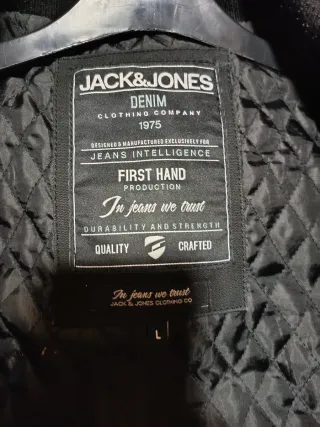 JACK&JONES
DENIM
CLOTHING COMPANY
1975
DESIGNED & MANUFACTURED EXCLUSIVELY FOR
JEANS INTELLIGENCE
FIRST HAND
PRODUCTION
In jeans we trust
DURABILITY AND STRENGTH
QUALITY CRAFTED
In jeans we trust
JACK & JONES CLOTHING CO
L